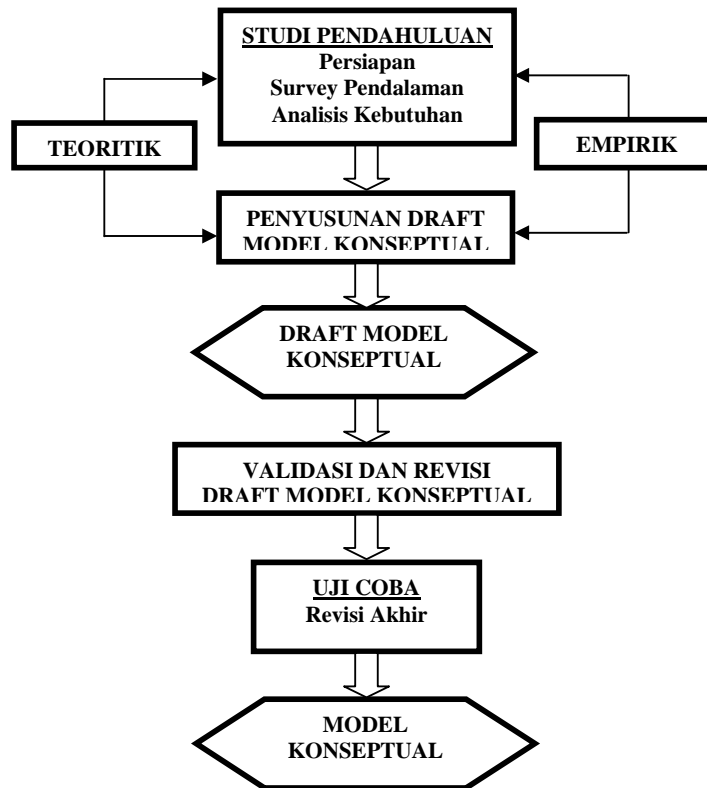 STUDI PENDAHULUAN
Persiapan
Survey Pendalaman
Analisis Kebutuhan
TEORITIK
EMPIRIK
PENYUSUNAN DRAFT
MODEL KONSEPTUAL
DRAFT MODEL
KONSEPTUAL
VALIDASI DAN REVISI
DRAFT MODEL KONSEPTUAL
UJI COBA
Revisi Akhir
MODEL
KONSEPTUAL